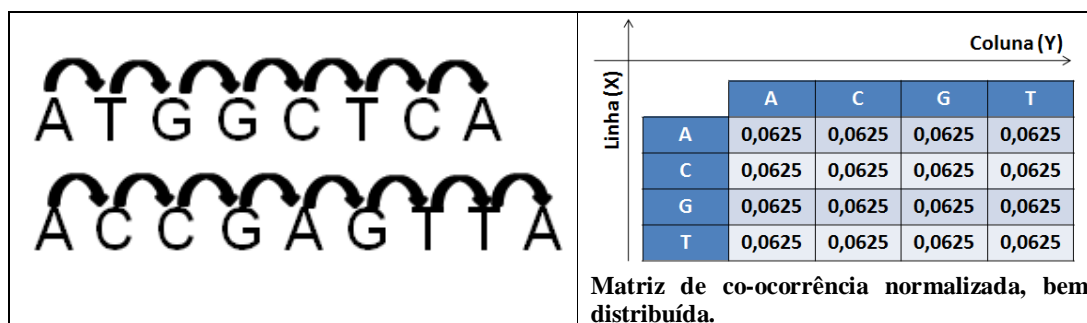 A T G G C T C A
A C C G A G T T A
Coluna (Y)
Linha (X)
A C G T
A 0,0625 0,0625 0,0625 0,0625
C 0,0625 0,0625 0,0625 0,0625
G 0,0625 0,0625 0,0625 0,0625
T 0,0625 0,0625 0,0625 0,0625
Matriz de co-ocorrência normalizada, bem
distribuída.